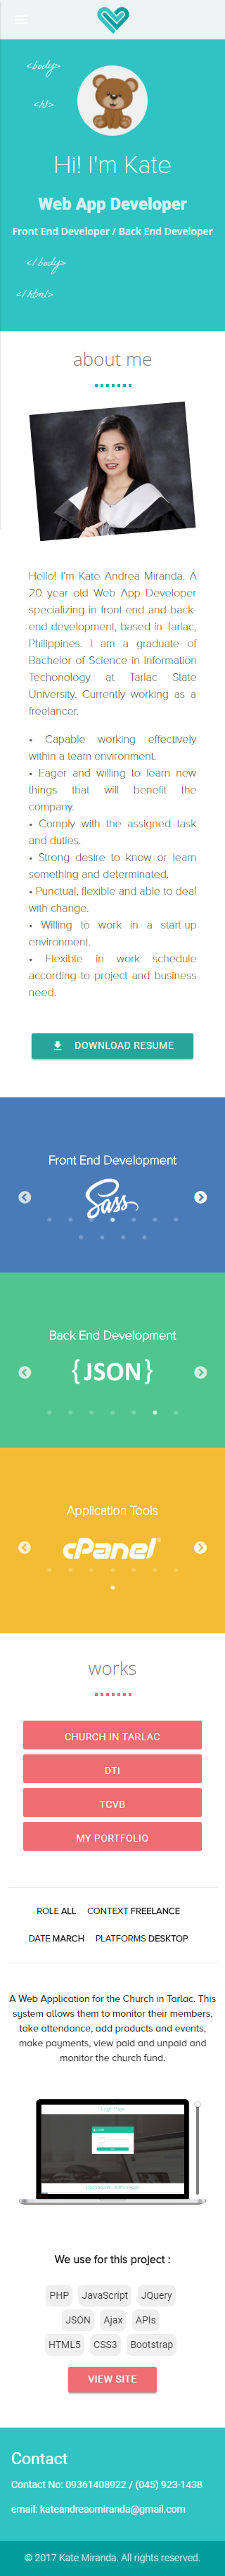 <body>
<h1>
Hi! I'm Kate
Web App Developer
Front End Developer / Back End Developer
</body>
</html>
about me
Hello! I'm Kate Andrea Miranda. A
20 year old Web App Developer
specializing in front-end and back-
end development, based in Tarlac,
Philippines. I am a graduate of
Bachelor of Science in Information
Techonology at Tarlac State
University. Currently working as a
freelancer.
• Capable working effectively
within a team environment.
• Eager and willing to learn new
things that will benefit the
company.
• Comply with the assigned task
and duties.
• Strong desire to know or learn
something and determinated.
• Punctual, flexible and able to deal
with change.
• Willing to work in a start-up
environment.
• Flexible in work schedule
according to project and business
need.
DOWNLOAD RESUME
Front End Development
Sass
Back End Development
{JSON}
Application Tools
cPanel
works
CHURCH IN TARLAC
DTI
TCVB
MY PORTFOLIO
ROLE ALL CONTEXT FREELANCE
DATE MARCH PLATFORMS DESKTOP
A Web Application for the Church in Tarlac. This
system allows them to monitor their members,
take attendance, add products and events,
make payments, view paid and unpaid and
monitor the church fund.
Login Page
We use for this project :
PHP JavaScript JQuery
JSON Ajax APIs
HTML5 CSS3 Bootstrap
VIEW SITE
Contact
Contact No: 09361408922 / (045) 923-1438
email: kateandreaomiranda@gmail.com
© 2017 Kate Miranda. All rights reserved.